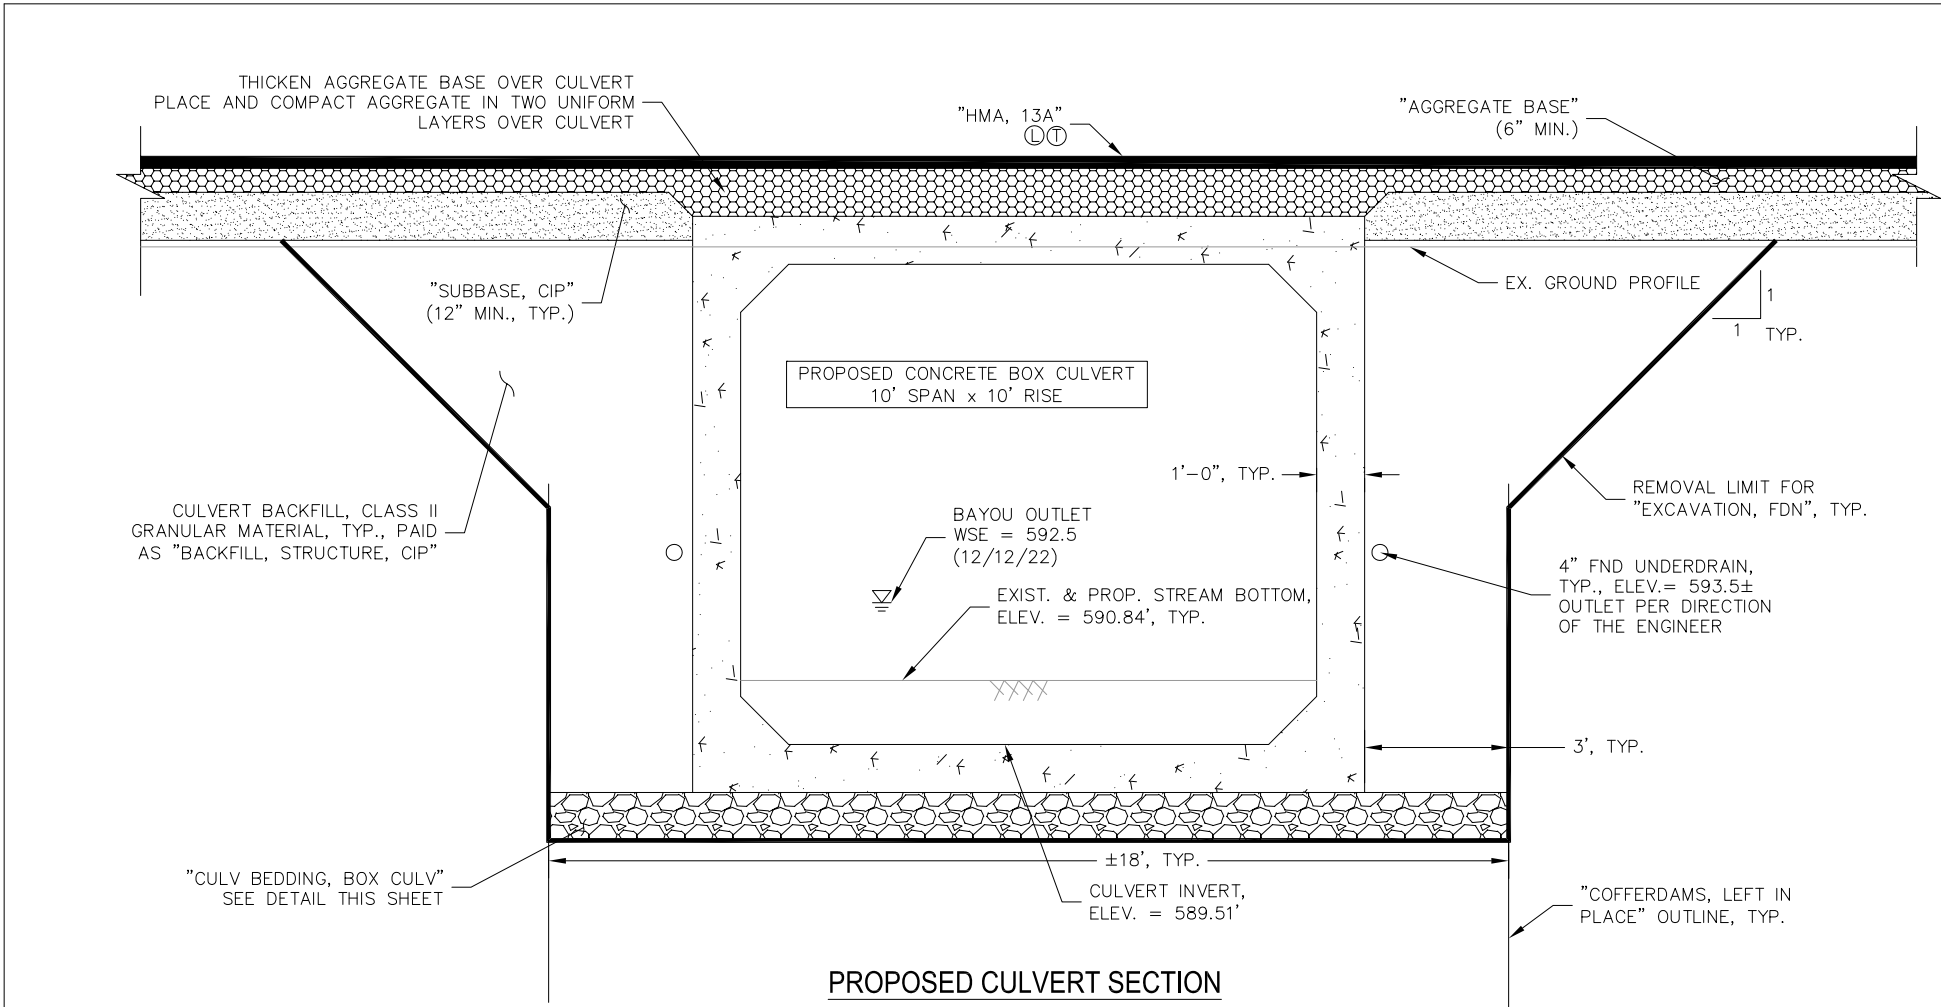 THICKEN AGGREGATE BASE OVER CULVERT
PLACE AND COMPACT AGGREGATE IN TWO UNIFORM
LAYERS OVER CULVERT
"HMA, 13A"
Ⓛ Ⓣ
"AGGREGATE BASE"
(6" MIN.)
"SUBBASE, CIP"
(12" MIN., TYP.)
EX. GROUND PROFILE
1
1
TYP.
PROPOSED CONCRETE BOX CULVERT
10' SPAN x 10' RISE
1'-0", TYP.
CULVERT BACKFILL, CLASS II
GRANULAR MATERIAL, TYP., PAID
AS "BACKFILL, STRUCTURE, CIP"
BAYOU OUTLET
WSE = 592.5
(12/12/22)
REMOVAL LIMIT FOR
"EXCAVATION, FDN", TYP.
EXIST. & PROP. STREAM BOTTOM,
ELEV. = 590.84', TYP.
4" FND UNDERDRAIN,
TYP., ELEV.= 593.5±
OUTLET PER DIRECTION
OF THE ENGINEER
3', TYP.
"CULV BEDDING, BOX CULV"
SEE DETAIL THIS SHEET
±18', TYP.
CULVERT INVERT,
ELEV. = 589.51'
"COFFERDAMS, LEFT IN
PLACE" OUTLINE, TYP.
PROPOSED CULVERT SECTION